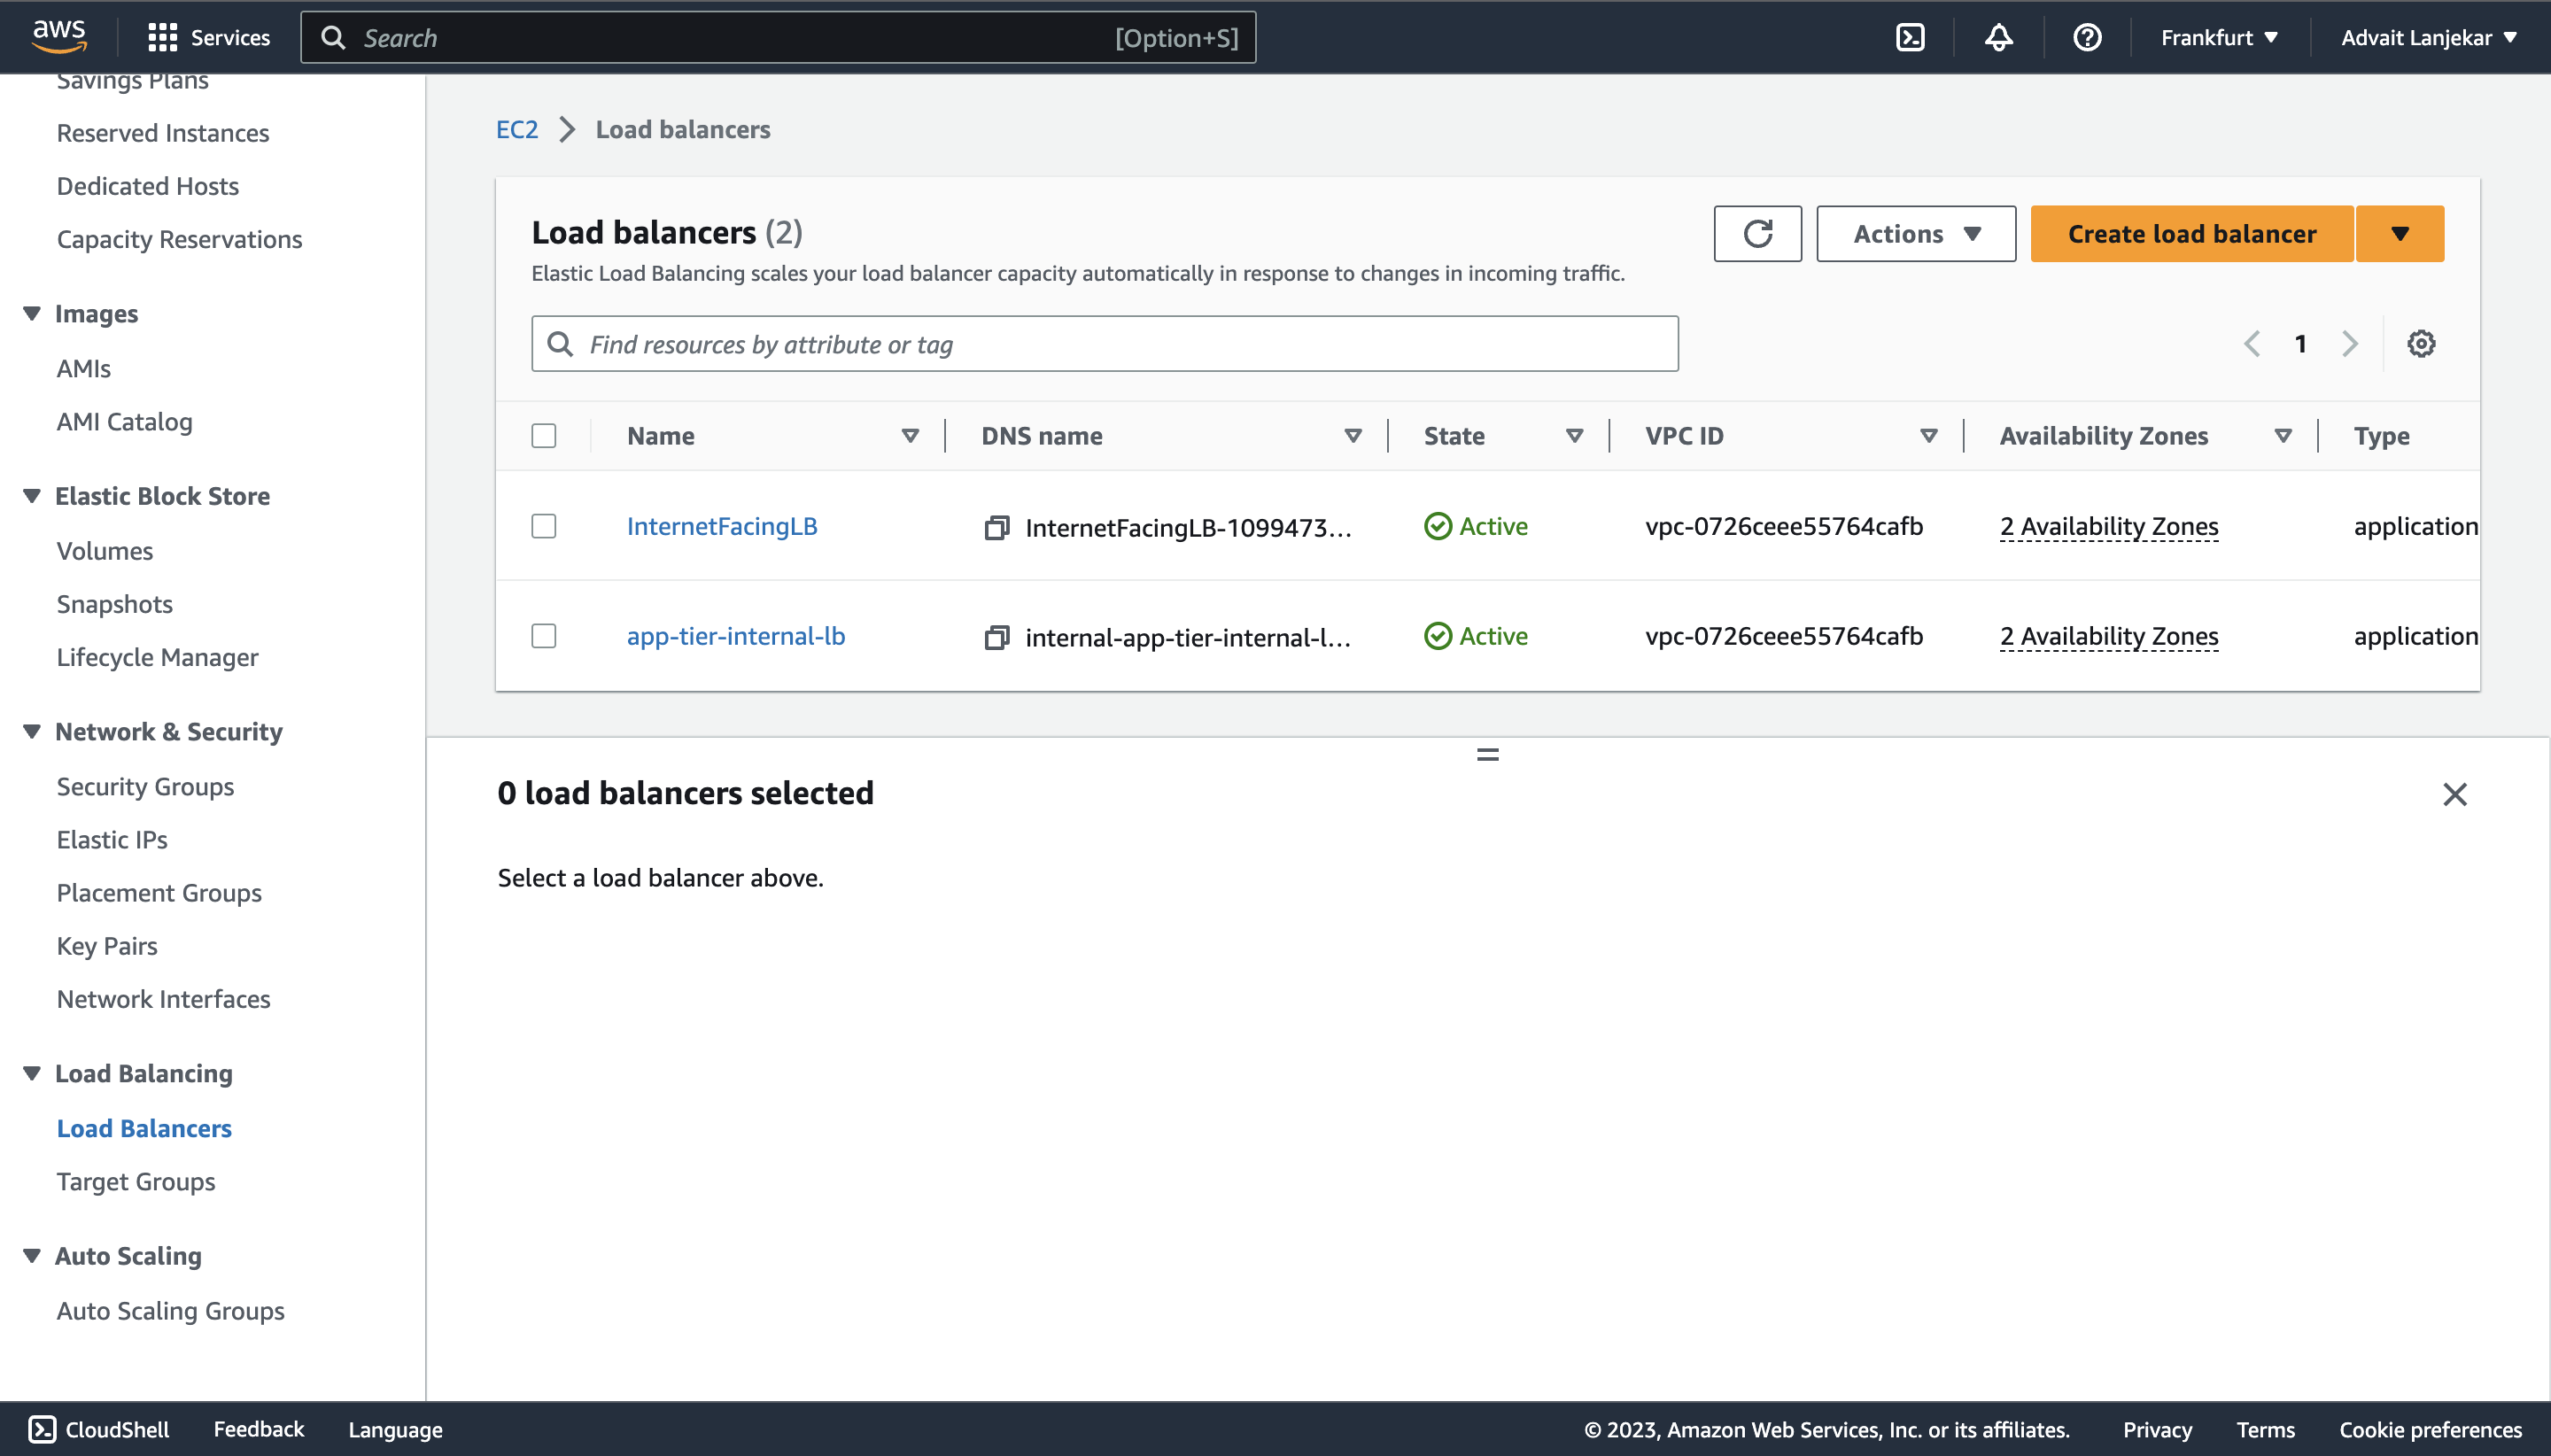 aws
Services
Search
[Option+S]
Frankfurt
Advait Lanjekar
Savings Plans
Reserved Instances
Dedicated Hosts
Capacity Reservations
Images
AMIs
AMI Catalog
Elastic Block Store
Volumes
Snapshots
Lifecycle Manager
Network & Security
Security Groups
Elastic IPs
Placement Groups
Key Pairs
Network Interfaces
Load Balancing
Load Balancers
Target Groups
Auto Scaling
Auto Scaling Groups
EC2 Load balancers
Load balancers (2)
Elastic Load Balancing scales your load balancer capacity automatically in response to changes in incoming traffic.
Actions
Create load balancer
Find resources by attribute or tag
1
Name DNS name State VPC ID Availability Zones Type
InternetFacingLB InternetFacingLB-1099473... Active vpc-0726ceee55764cafb 2 Availability Zones application
app-tier-internal-lb internal-app-tier-internal-l... Active vpc-0726ceee55764cafb 2 Availability Zones application
0 load balancers selected
Select a load balancer above.
CloudShell
Feedback
Language
© 2023, Amazon Web Services, Inc. or its affiliates.
Privacy
Terms
Cookie preferences